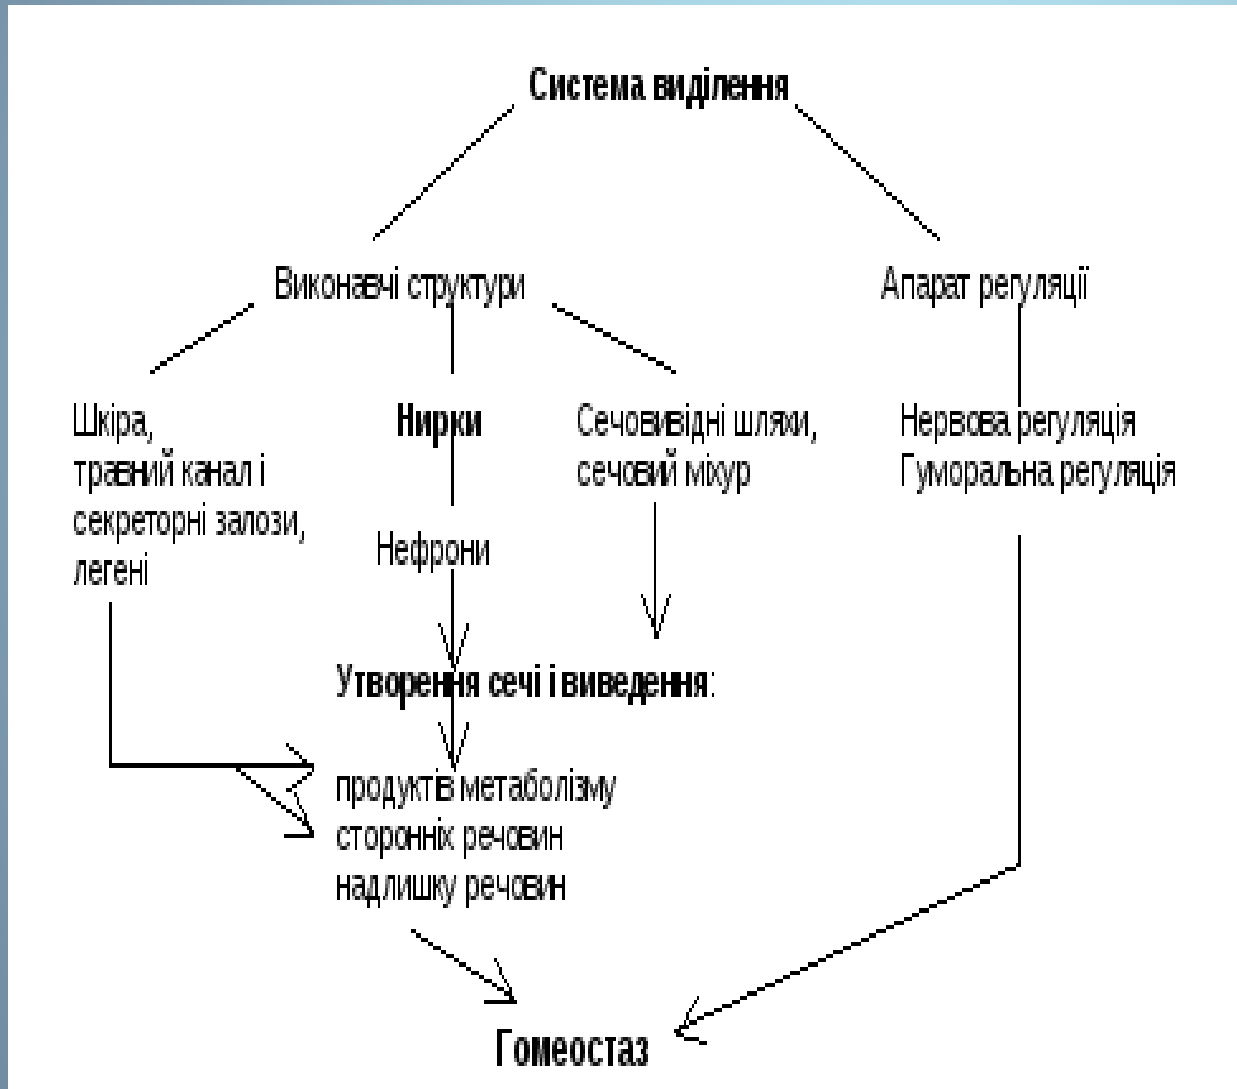 Система виділення
Виконавчі структури
Апарат регуляції
Шкіра,
травний канал і
секреторні залози,
легені
Нирки
Нефрони
Сечовивідні шляхи,
сечовий міхур
Нервова регуляція
Гуморальна регуляція
Утворення сечі і виведення:
продуктів метаболізму
сторонніх речовин
надлишку речовин
Гомеостаз